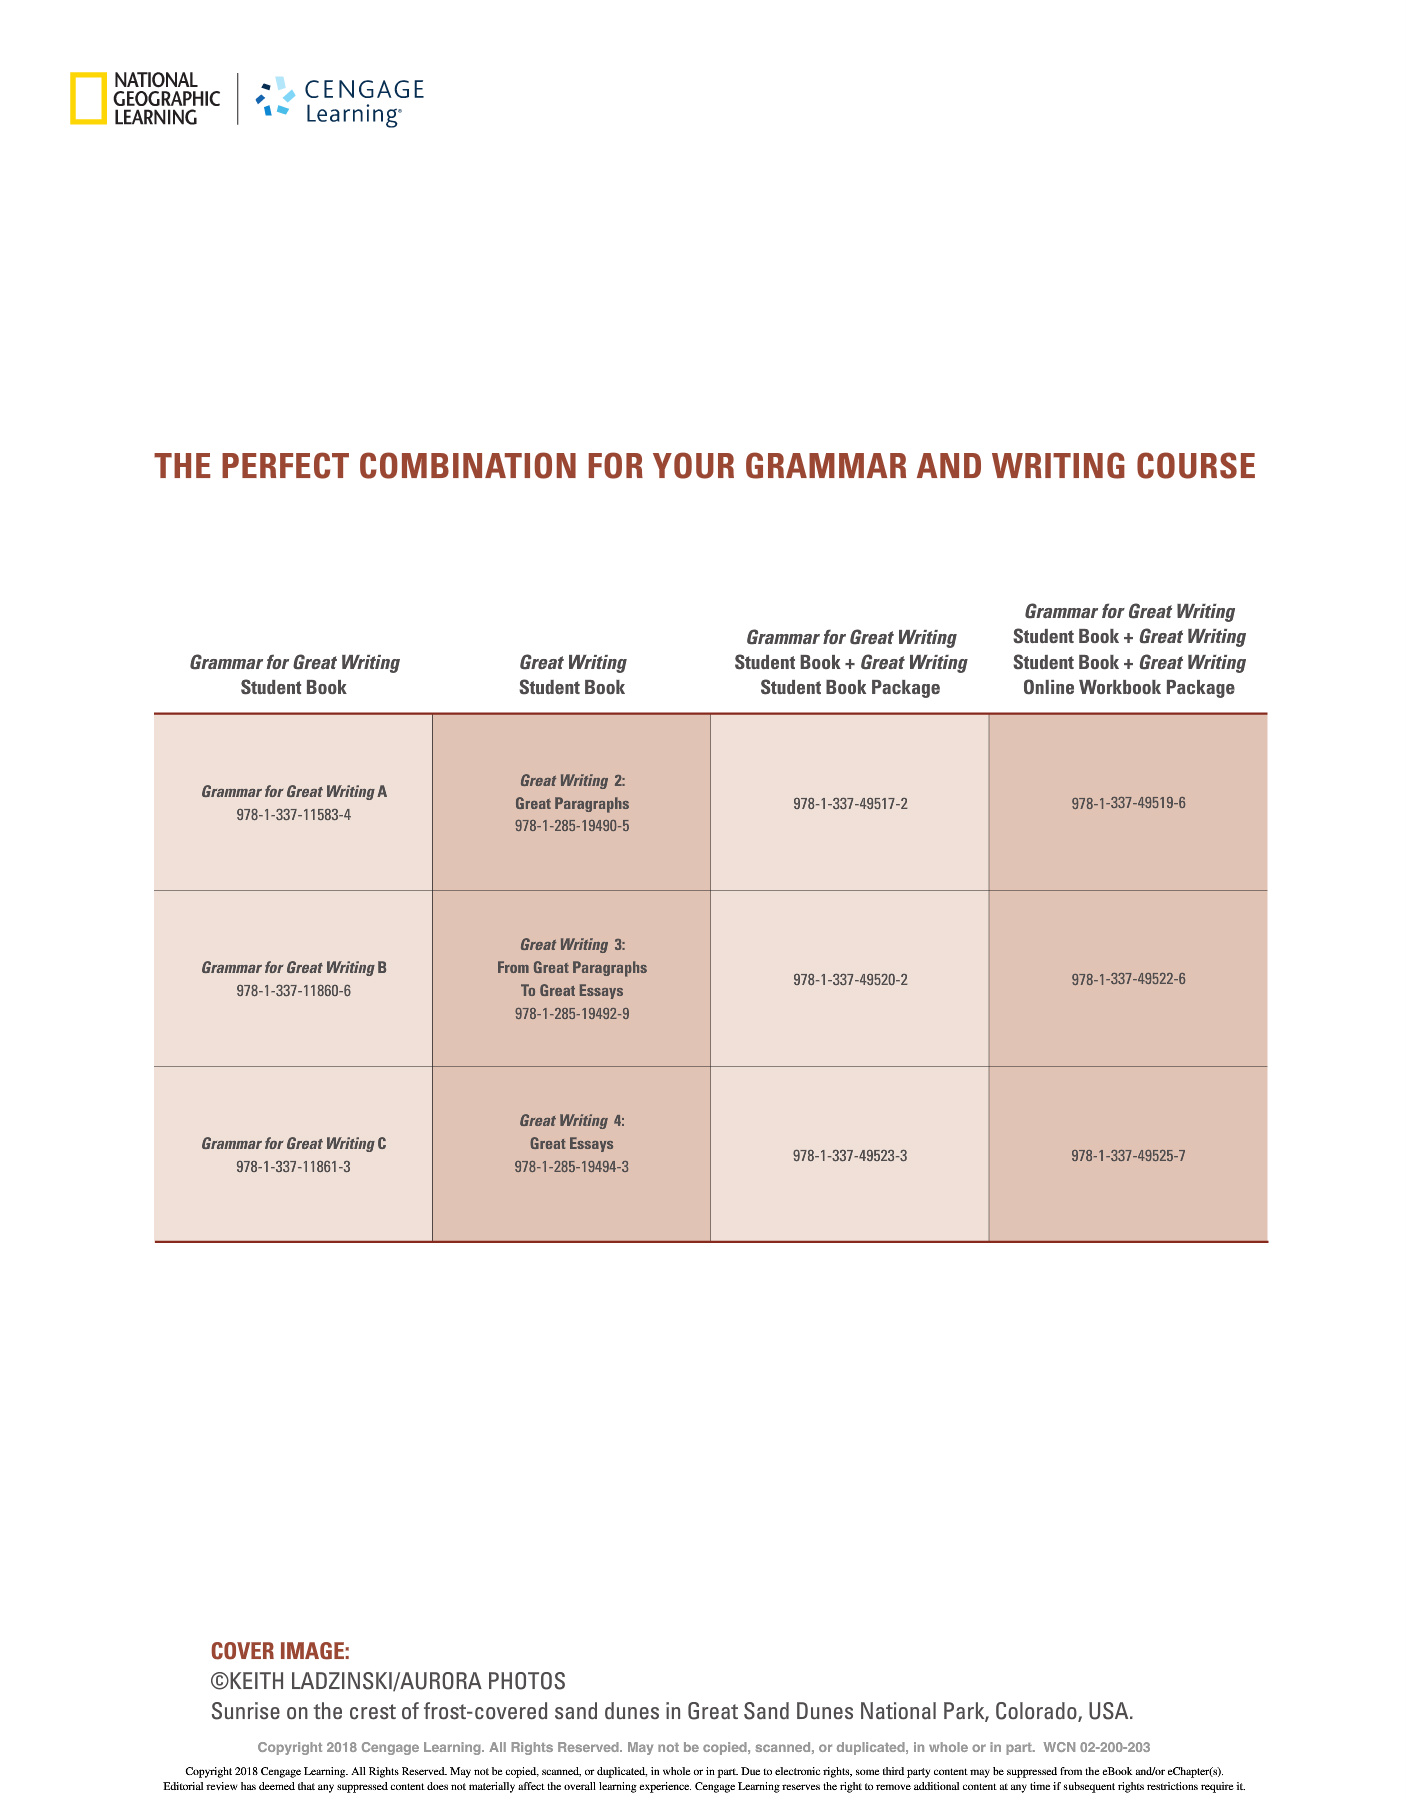 NATIONAL
GEOGRAPHIC
LEARNING
CENGAGE
Learning®
THE PERFECT COMBINATION FOR YOUR GRAMMAR AND WRITING COURSE
Grammar for Great Writing
Student Book
Great Writing
Student Book
Grammar for Great Writing
Student Book + Great Writing
Student Book Package
Grammar for Great Writing
Student Book + Great Writing
Student Book + Great Writing
Online Workbook Package
Grammar for Great Writing A
978-1-337-11583-4
Great Writing 2:
Great Paragraphs
978-1-285-19490-5
978-1-337-49517-2
978-1-337-49519-6
Grammar for Great Writing B
978-1-337-11860-6
Great Writing 3:
From Great Paragraphs
To Great Essays
978-1-285-19492-9
978-1-337-49520-2
978-1-337-49522-6
Grammar for Great Writing C
978-1-337-11861-3
Great Writing 4:
Great Essays
978-1-285-19494-3
978-1-337-49523-3
978-1-337-49525-7
COVER IMAGE:
©KEITH LADZINSKI/AURORA PHOTOS
Sunrise on the crest of frost-covered sand dunes in Great Sand Dunes National Park, Colorado, USA.
Copyright 2018 Cengage Learning. All Rights Reserved. May not be copied, scanned, or duplicated, in whole or in part. WCN 02-200-203
Copyright 2018 Cengage Learning. All Rights Reserved. May not be copied, scanned, or duplicated, in whole or in part. Due to electronic rights, some third party content may be suppressed from the eBook and/or eChapter(s).
Editorial review has deemed that any suppressed content does not materially affect the overall learning experience. Cengage Learning reserves the right to remove additional content at any time if subsequent rights restrictions require it.